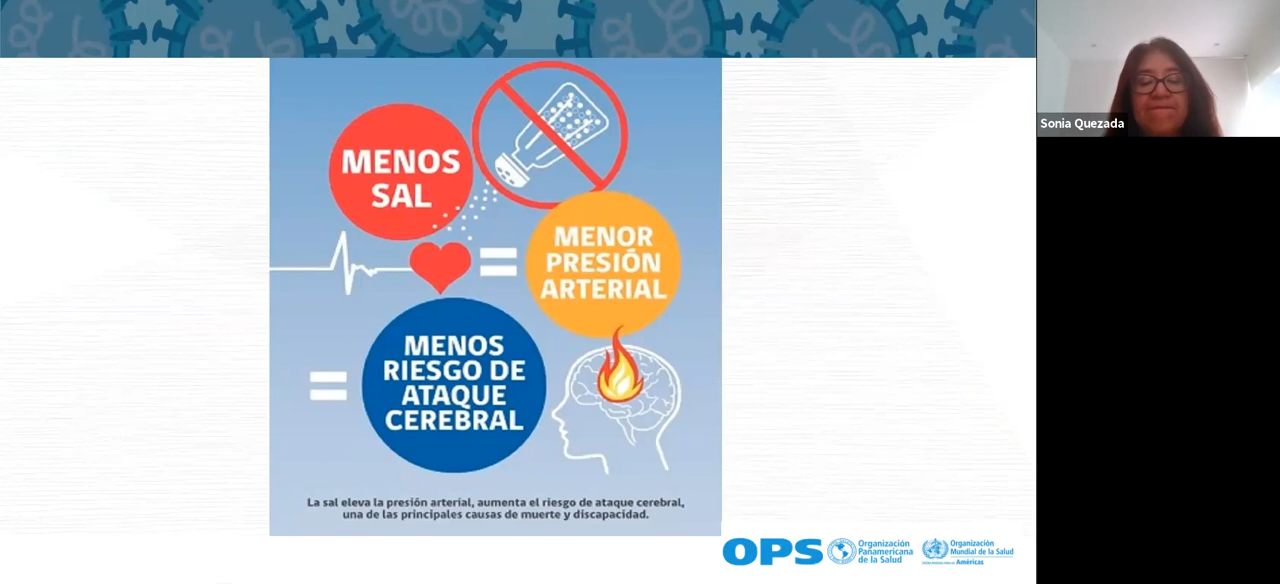 MENOS
SAL
MENOR
PRESIÓN
ARTERIAL
MENOS
RIESGO DE
ATAQUE
CEREBRAL
La sal eleva la presión arterial, aumenta el riesgo de ataque cerebral,
una de las principales causas de muerte y discapacidad.
OPS
Organización
Panamericana
de la Salud
Organización
Mundial de la Salud
Américas
Sonia Quezada